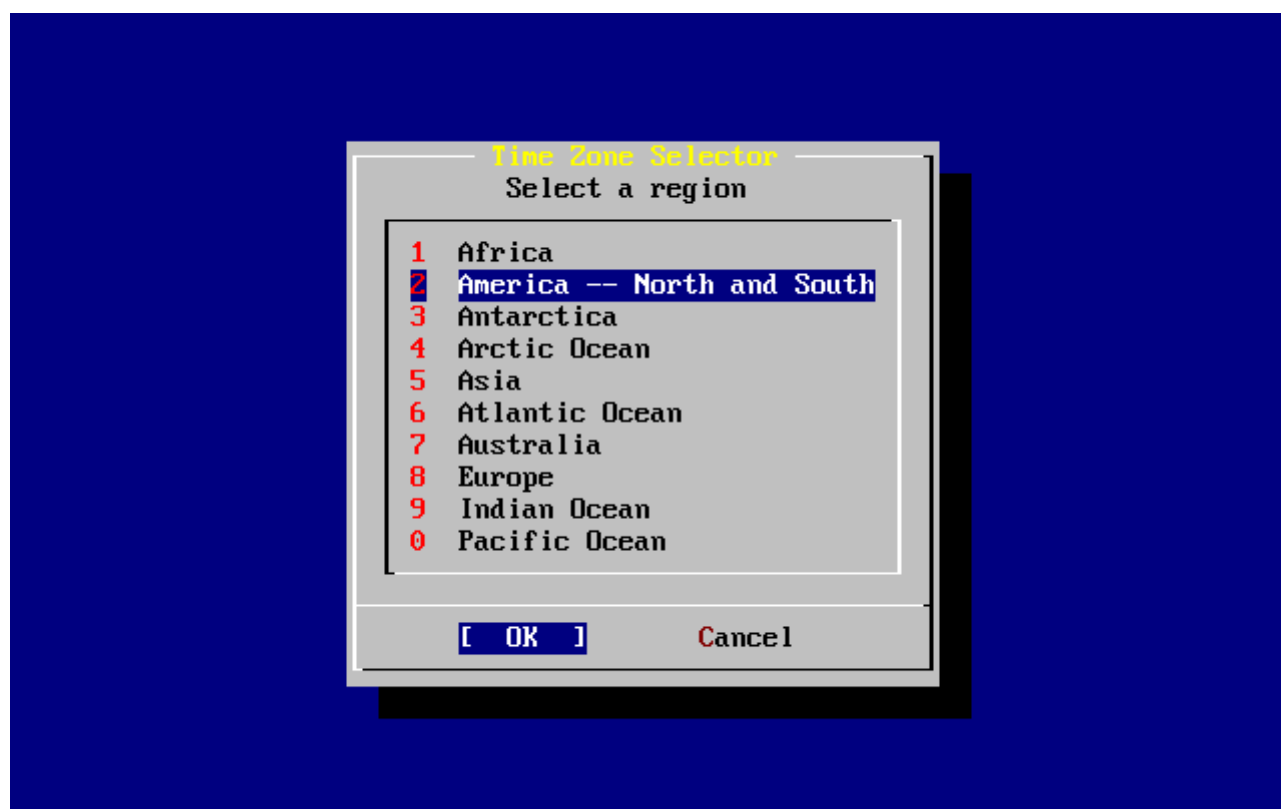 Time Zone Selector
Select a region
1 Africa
2 America -- North and South
3 Antarctica
4 Arctic Ocean
5 Asia
6 Atlantic Ocean
7 Australia
8 Europe
9 Indian Ocean
0 Pacific Ocean
[ OK ] Cancel